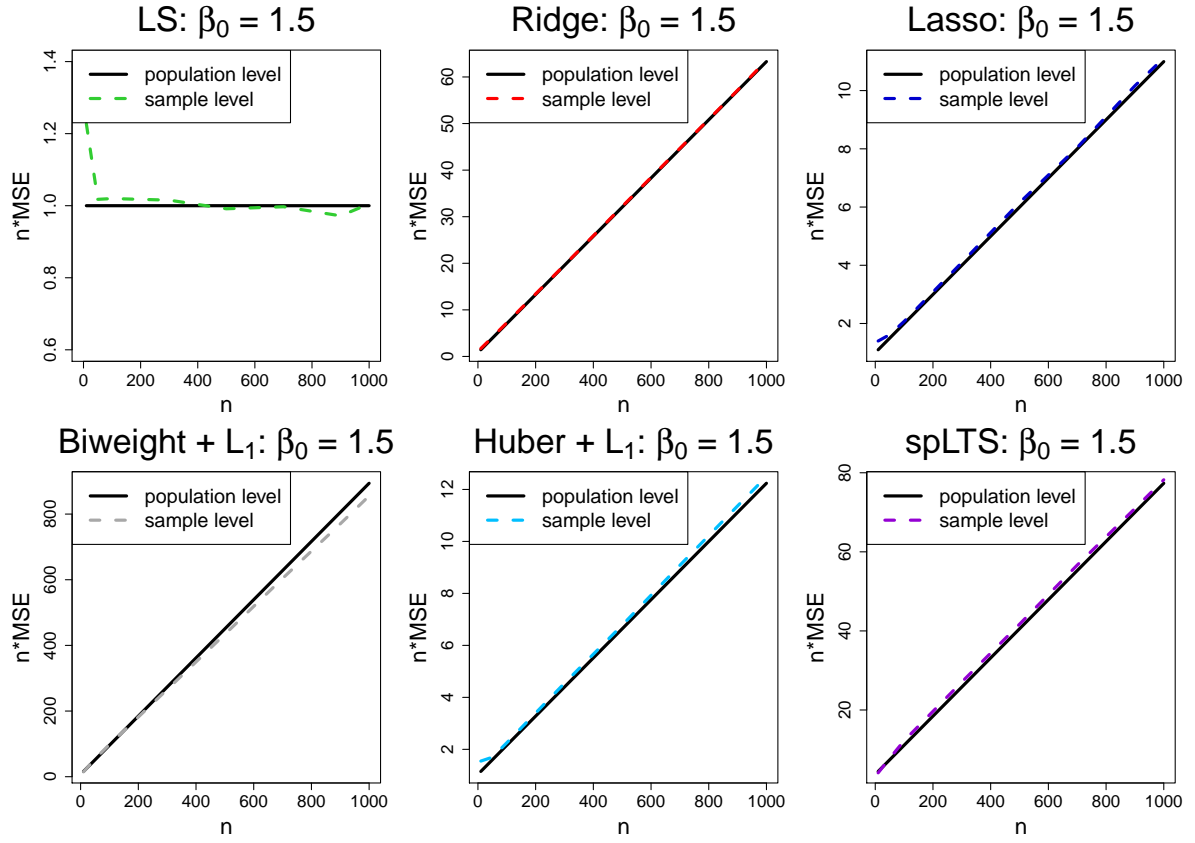 LS: β₀ = 1.5
population level
sample level
1.4
1.2
1.0
0.8
0.6
n*MSE
0 200 400 600 800 1000
n
Ridge: β₀ = 1.5
population level
sample level
60
50
40
30
20
10
0
n*MSE
0 200 400 600 800 1000
n
Lasso: β₀ = 1.5
population level
sample level
10
8
6
4
2
n*MSE
0 200 400 600 800 1000
n
Biweight + L₁: β₀ = 1.5
population level
sample level
800
600
400
200
0
n*MSE
0 200 400 600 800 1000
n
Huber + L₁: β₀ = 1.5
population level
sample level
12
10
8
6
4
2
n*MSE
0 200 400 600 800 1000
n
spLTS: β₀ = 1.5
population level
sample level
80
60
40
20
n*MSE
0 200 400 600 800 1000
n